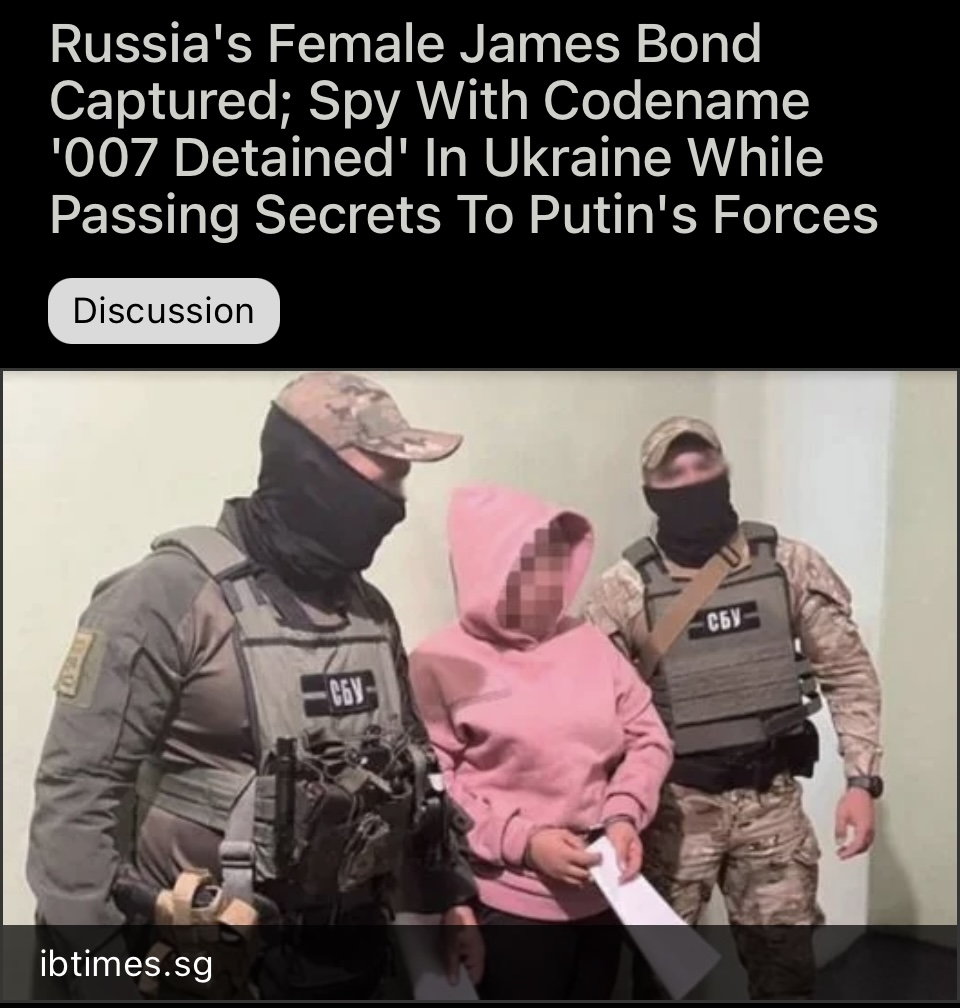 Russia's Female James Bond
Captured; Spy With Codename
'007 Detained' In Ukraine While
Passing Secrets To Putin's Forces
Discussion
СБУ
СБУ
ibtimes.sg